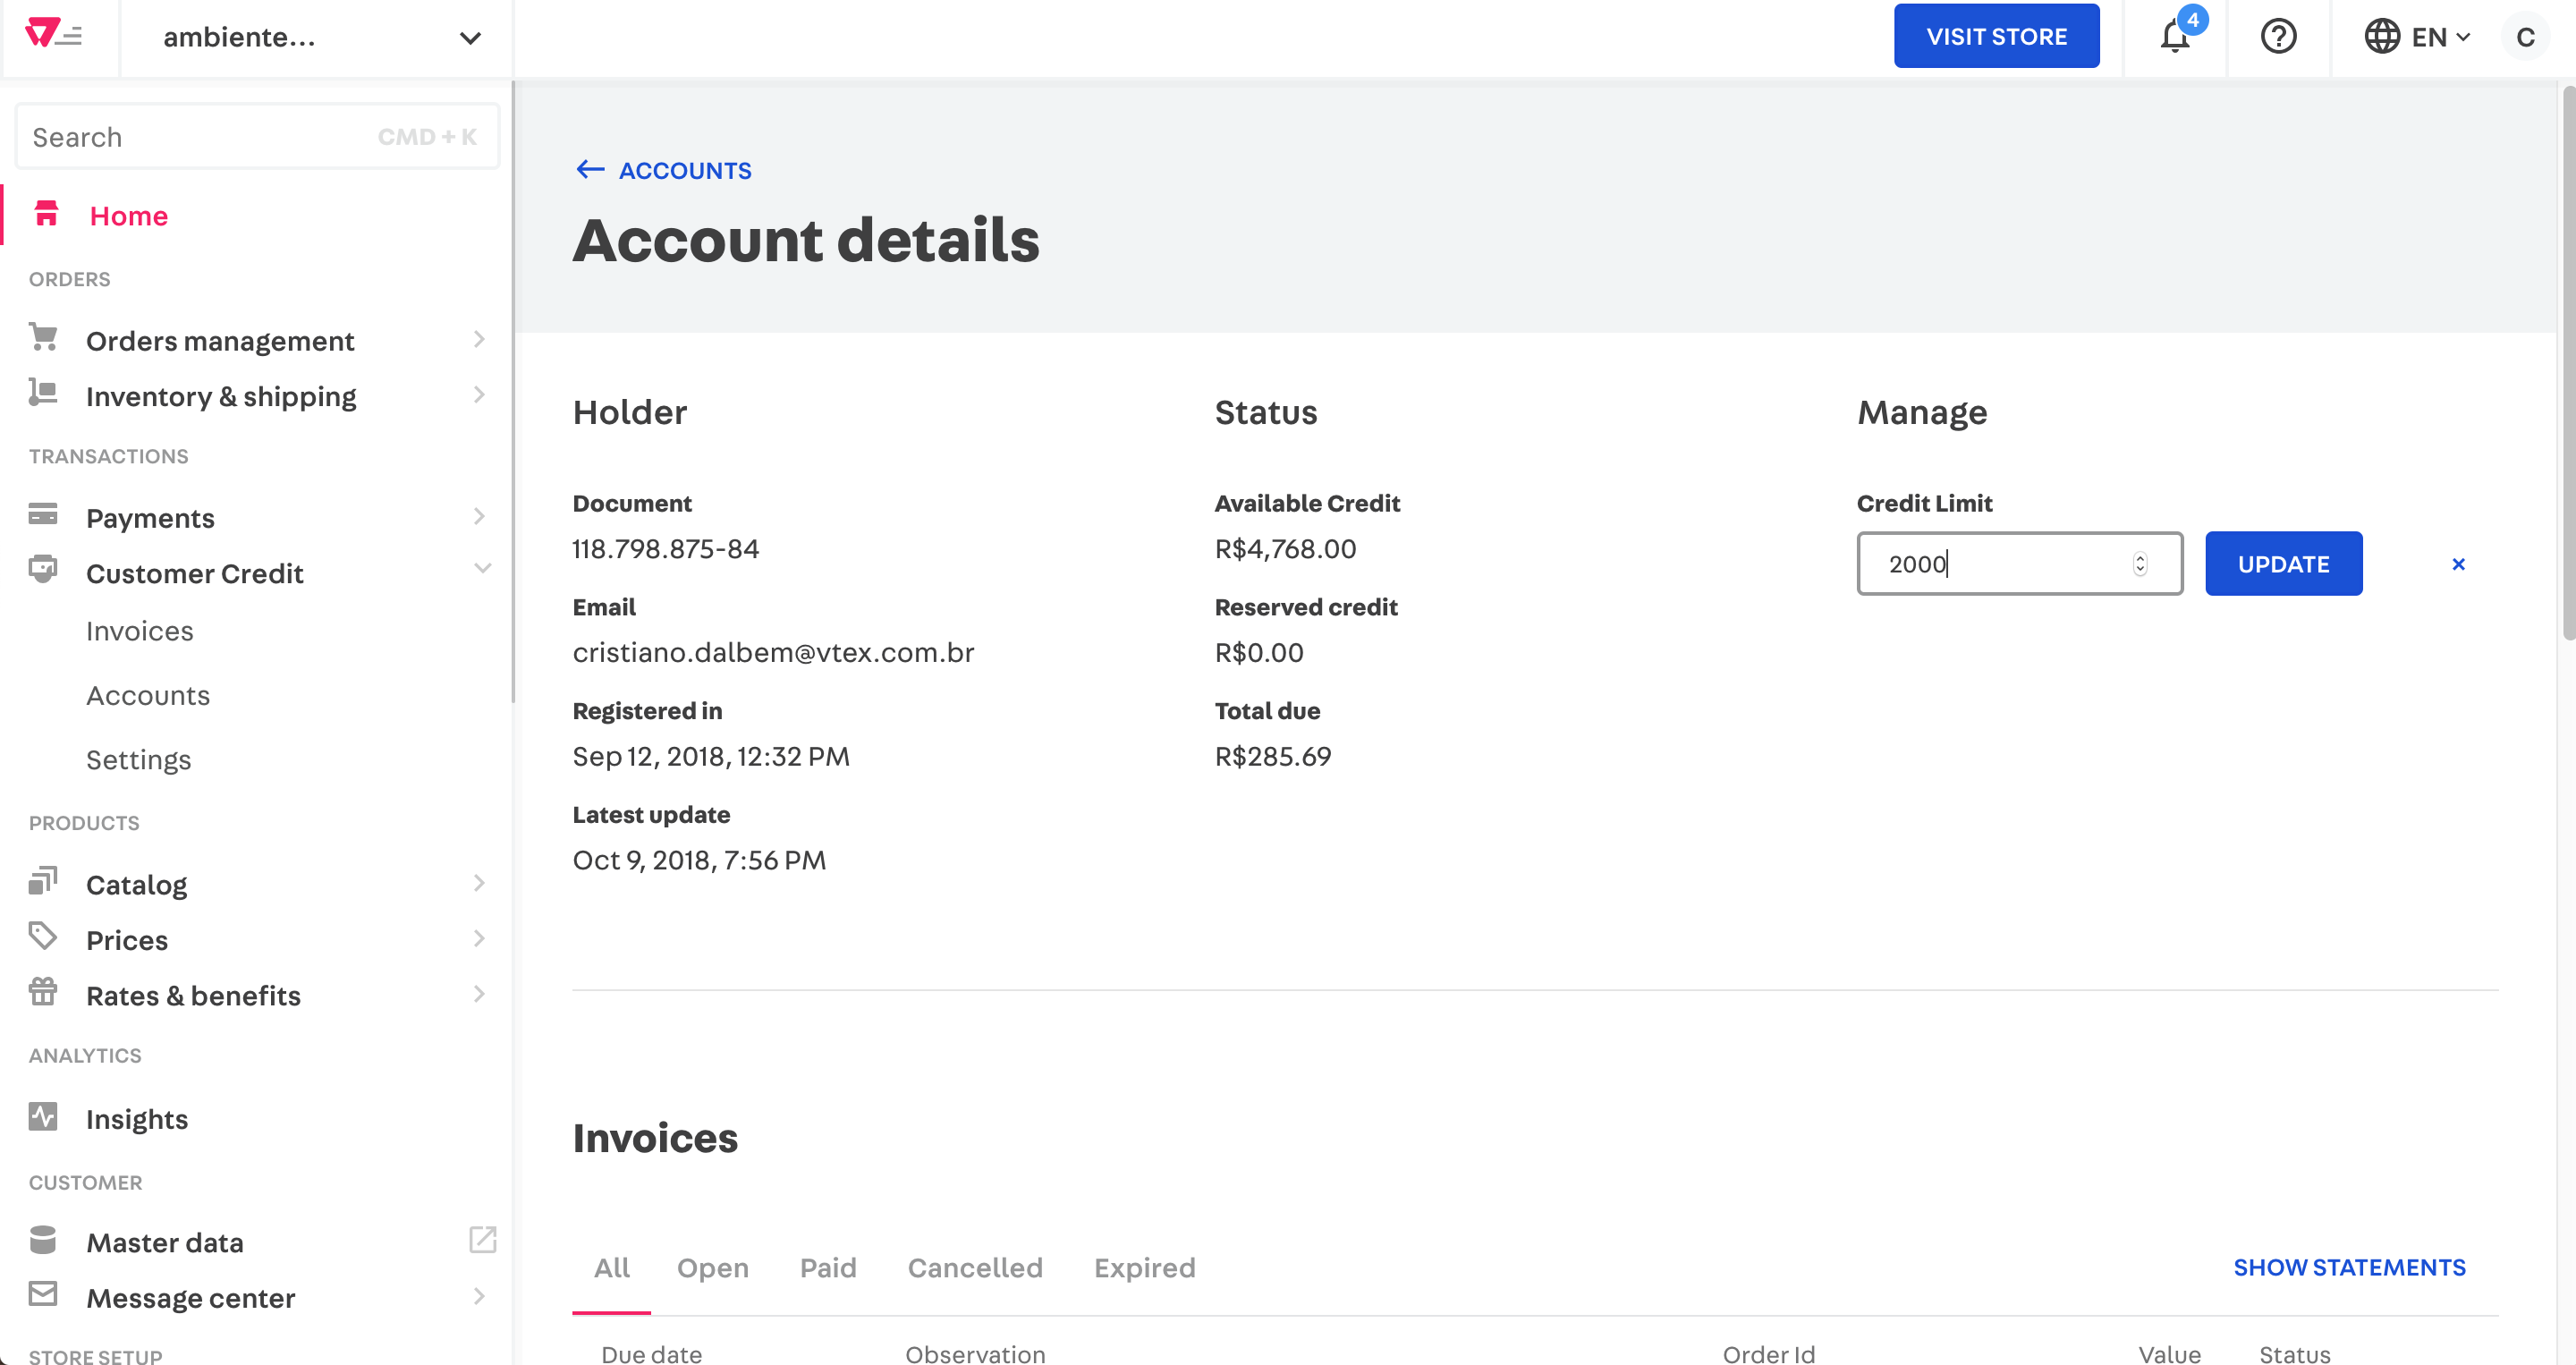 ambiente...
VISIT STORE
4
EN
C
Search
CMD + K
Home
ORDERS
Orders management
Inventory & shipping
TRANSACTIONS
Payments
Customer Credit
Invoices
Accounts
Settings
PRODUCTS
Catalog
Prices
Rates & benefits
ANALYTICS
Insights
CUSTOMER
Master data
Message center
STORE SETUP
← ACCOUNTS
Account details
Holder
Document
118.798.875-84
Email
cristiano.dalbem@vtex.com.br
Registered in
Sep 12, 2018, 12:32 PM
Latest update
Oct 9, 2018, 7:56 PM
Status
Available Credit
R$4,768.00
Reserved credit
R$0.00
Total due
R$285.69
Manage
Credit Limit
2000
UPDATE
×
Invoices
All Open Paid Cancelled Expired
SHOW STATEMENTS
Due date Observation Order Id Value Status